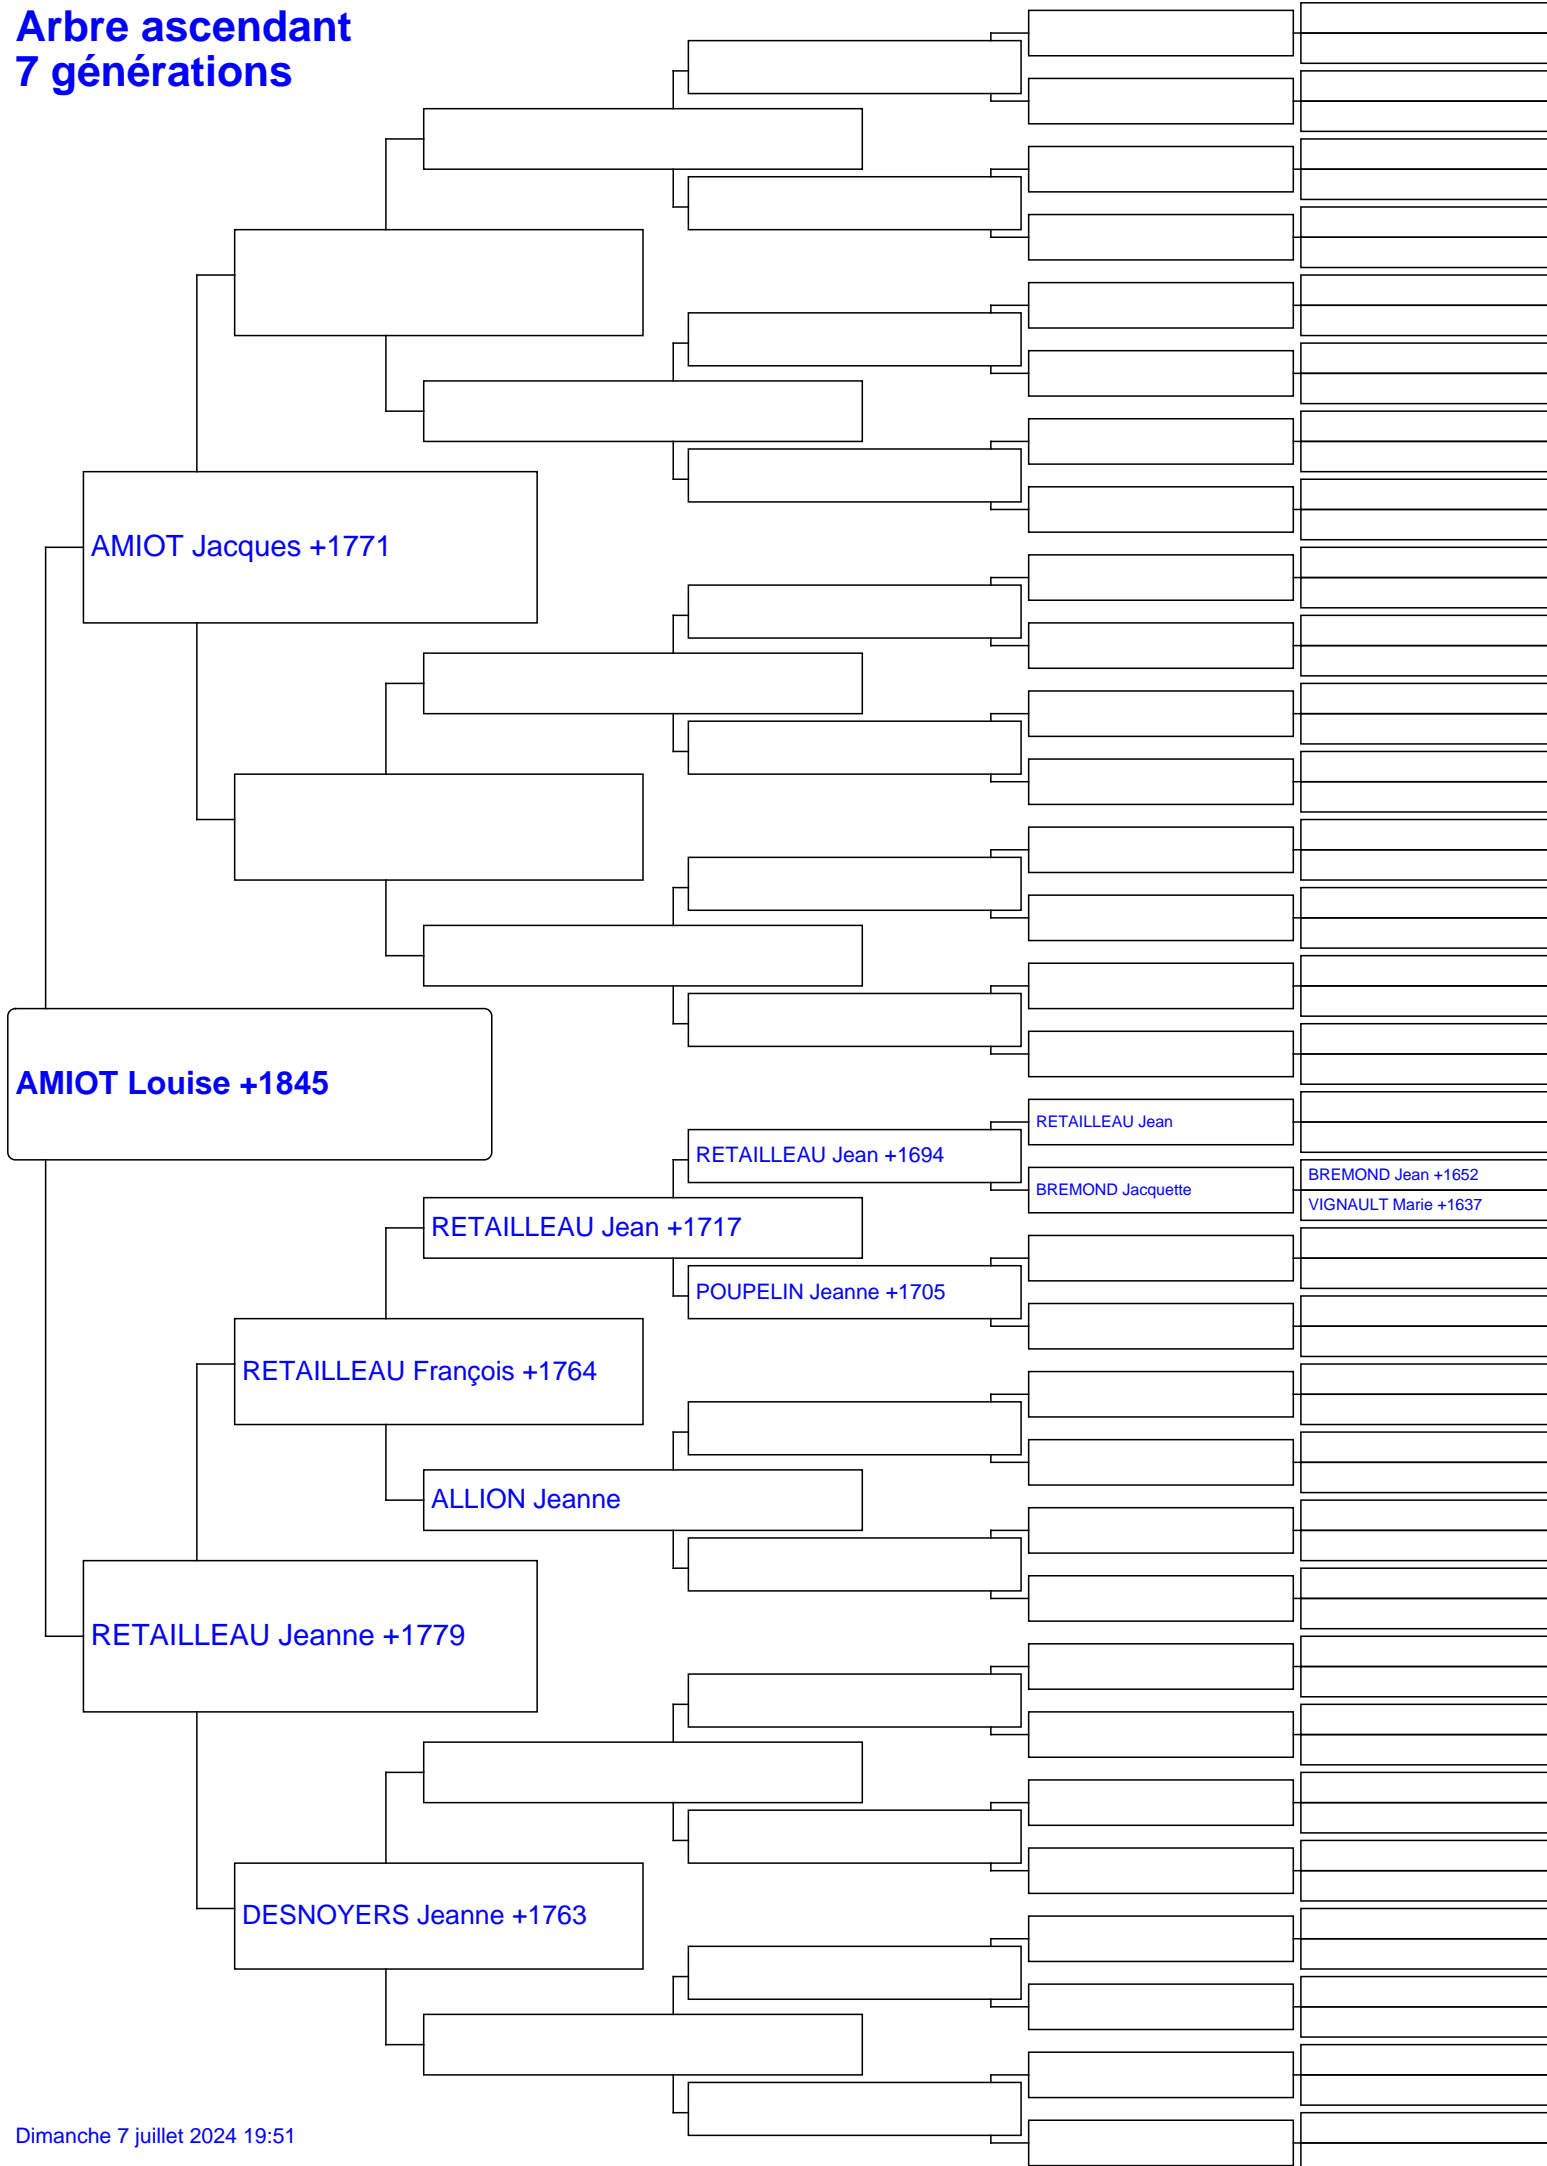 Arbre ascendant
7 générations
AMIOT Jacques +1771
AMIOT Louise +1845
RETAILLEAU Jean
RETAILLEAU Jean +1694
BREMOND Jean +1652
BREMOND Jacquette
VIGNAULT Marie +1637
RETAILLEAU Jean +1717
POUPELIN Jeanne +1705
RETAILLEAU François +1764
ALLION Jeanne
RETAILLEAU Jeanne +1779
DESNOYERS Jeanne +1763
Dimanche 7 juillet 2024 19:51